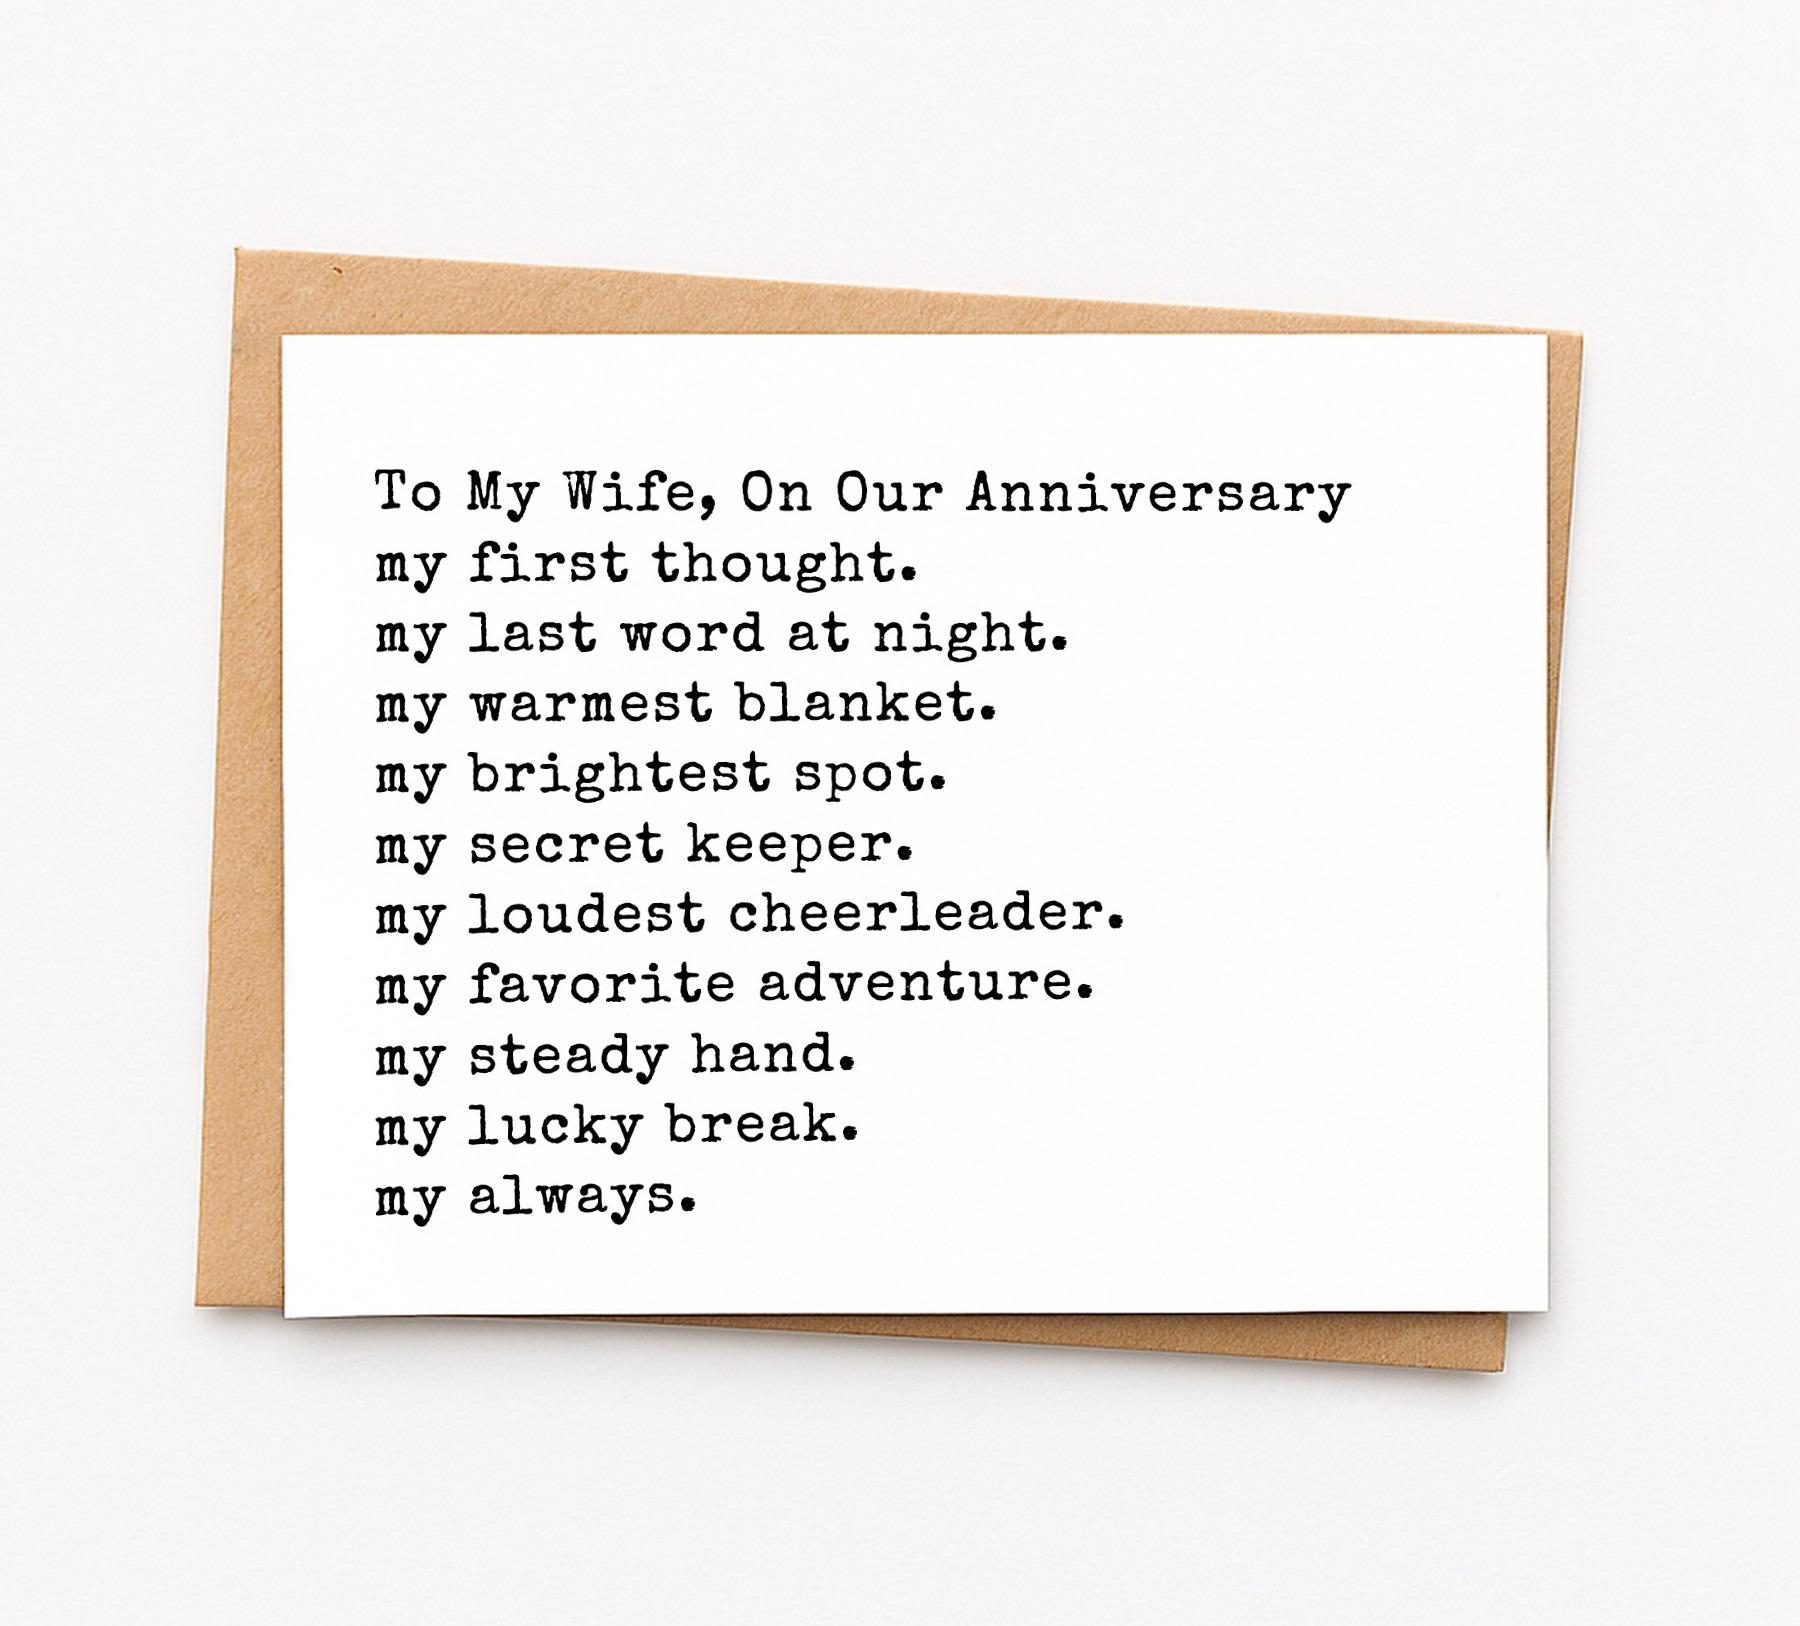 To My Wife, On Our Anniversary
my first thought.
my last word at night.
my warmest blanket.
my brightest spot.
my secret keeper.
my loudest cheerleader.
my favorite adventure.
my steady hand.
my lucky break.
my always.